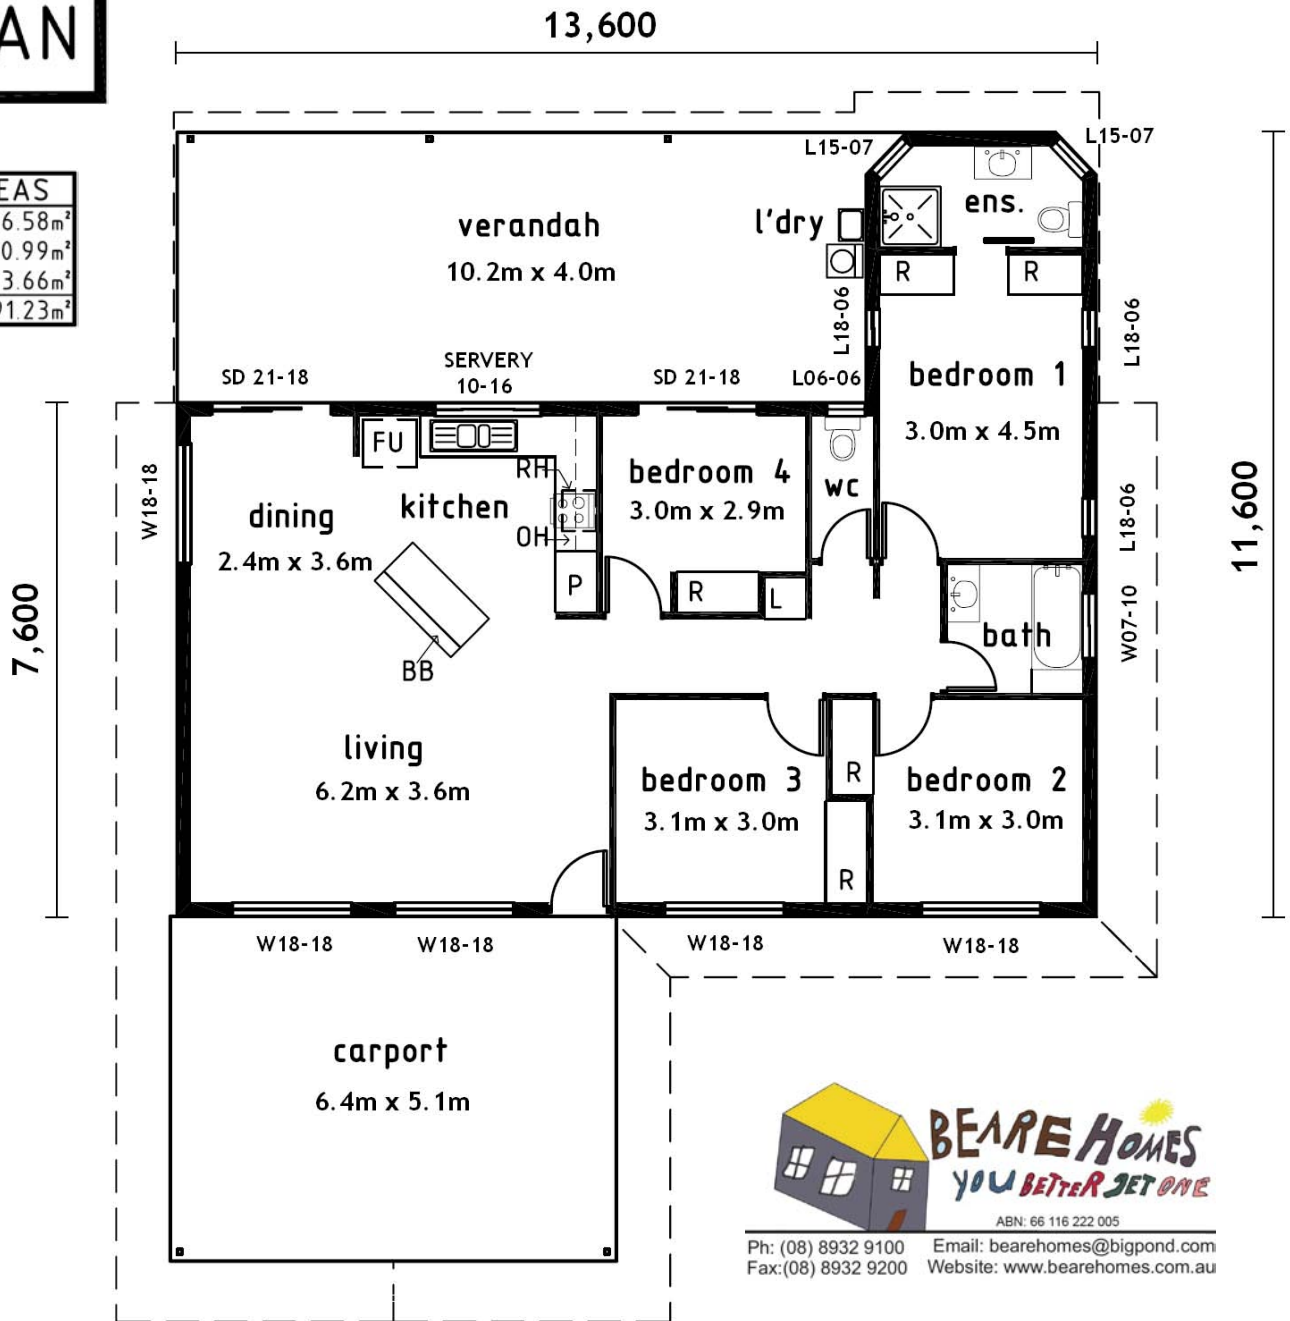 13,600
AN
EAS
6.58m²
0.99m²
3.66m²
91.23m²
L15-07
L15-07
ens.
verandah
10.2m x 4.0m
l'dry
R
R
L18-06
L18-06
SERVERY
10-16
SD 21-18
SD 21-18
L06-06
bedroom 1
3.0m x 4.5m
FU
RH
kitchen
OH
P
dining
2.4m x 3.6m
W18-18
bedroom 4
3.0m x 2.9m
wc
R
L
L18-06
11,600
7,600
BB
bath
W07-10
living
6.2m x 3.6m
bedroom 3
3.1m x 3.0m
R
R
bedroom 2
3.1m x 3.0m
W18-18
W18-18
W18-18
W18-18
carport
6.4m x 5.1m
BEARE HOMES
YOU BETTER GET ONE
ABN: 66 116 222 005
Ph: (08) 8932 9100
Email: bearehomes@bigpond.com
Fax:(08) 8932 9200
Website: www.bearehomes.com.au